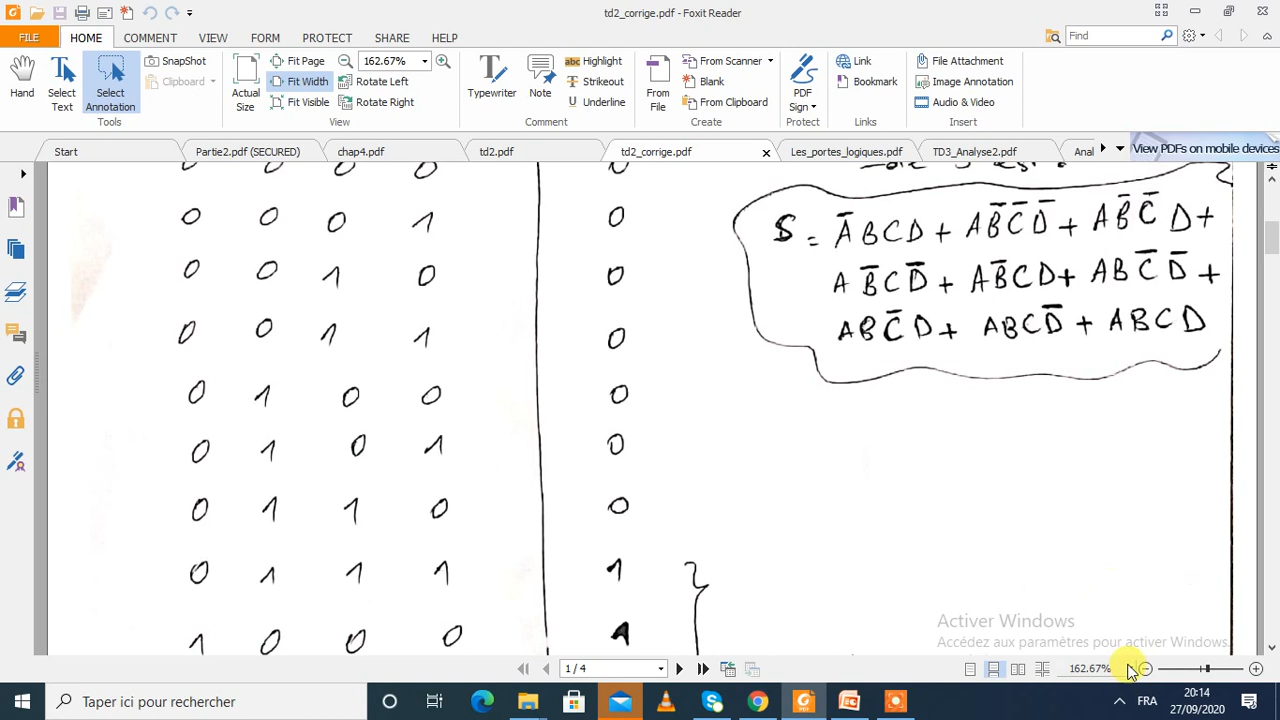 td2_corrige.pdf - Foxit Reader
FILE HOME COMMENT VIEW FORM PROTECT SHARE HELP Find
Hand Select Text Select Annotation SnapShot Clipboard Actual Size Fit Page Fit Width Fit Visible 162.67% Rotate Left Rotate Right Typewriter Note Highlight Strikeout Underline From File From Scanner Blank From Clipboard PDF Sign Link Bookmark File Attachment Image Annotation Audio & Video
Tools View Comment Create Protect Links Insert
Start Partie2.pdf (SECURED) chap4.pdf td2.pdf td2_corrige.pdf Les_portes_logiques.pdf TD3_Analyse2.pdf Anal View PDFs on mobile devices
0 0 0 0 0
0 0 0 1 0
0 0 1 0 0
0 0 1 1 0
0 1 0 0 0
0 1 0 1 0
0 1 1 0 0
0 1 1 1 1
1 0 0 0 1
S = A̅BCD + AB̅C̅D̅ + AB̅C̅D +
AB̅CD̅ + AB̅CD + ABC̅D̅ +
ABC̅D + ABCD̅ + ABCD
Activer Windows
Accédez aux paramètres pour activer Windows.
1 / 4 162.67%
Taper ici pour rechercher FRA 20:14
27/09/2020